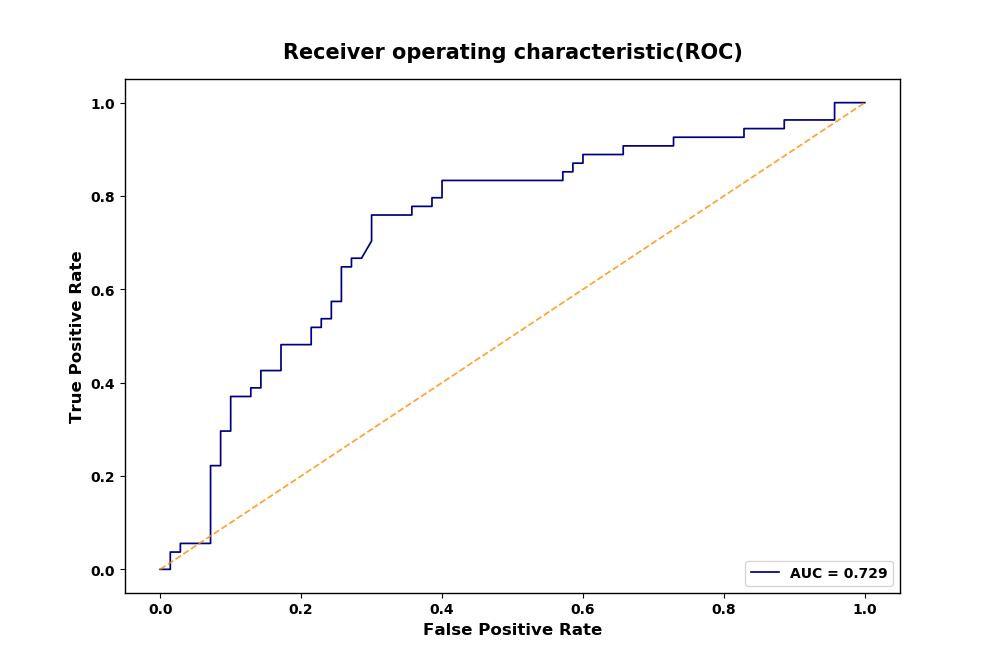 Receiver operating characteristic(ROC)
1.0
0.8
0.6
0.4
0.2
0.0
True Positive Rate
AUC = 0.729
0.0 0.2 0.4 0.6 0.8 1.0
False Positive Rate